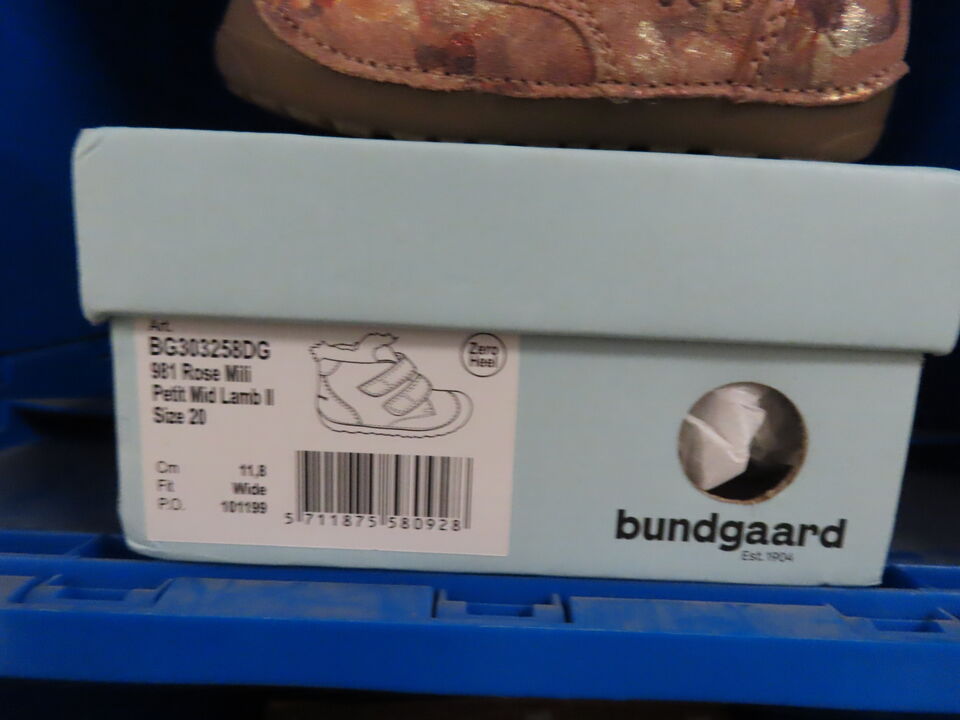 Art.
BG303258DG
981 Rose Mili
Petit Mid Lamb II
Size 20
Zero
Heel
Cm 11,8
Fit Wide
P.O. 101199
5 711875 580928
bundgaard
Est. 1904